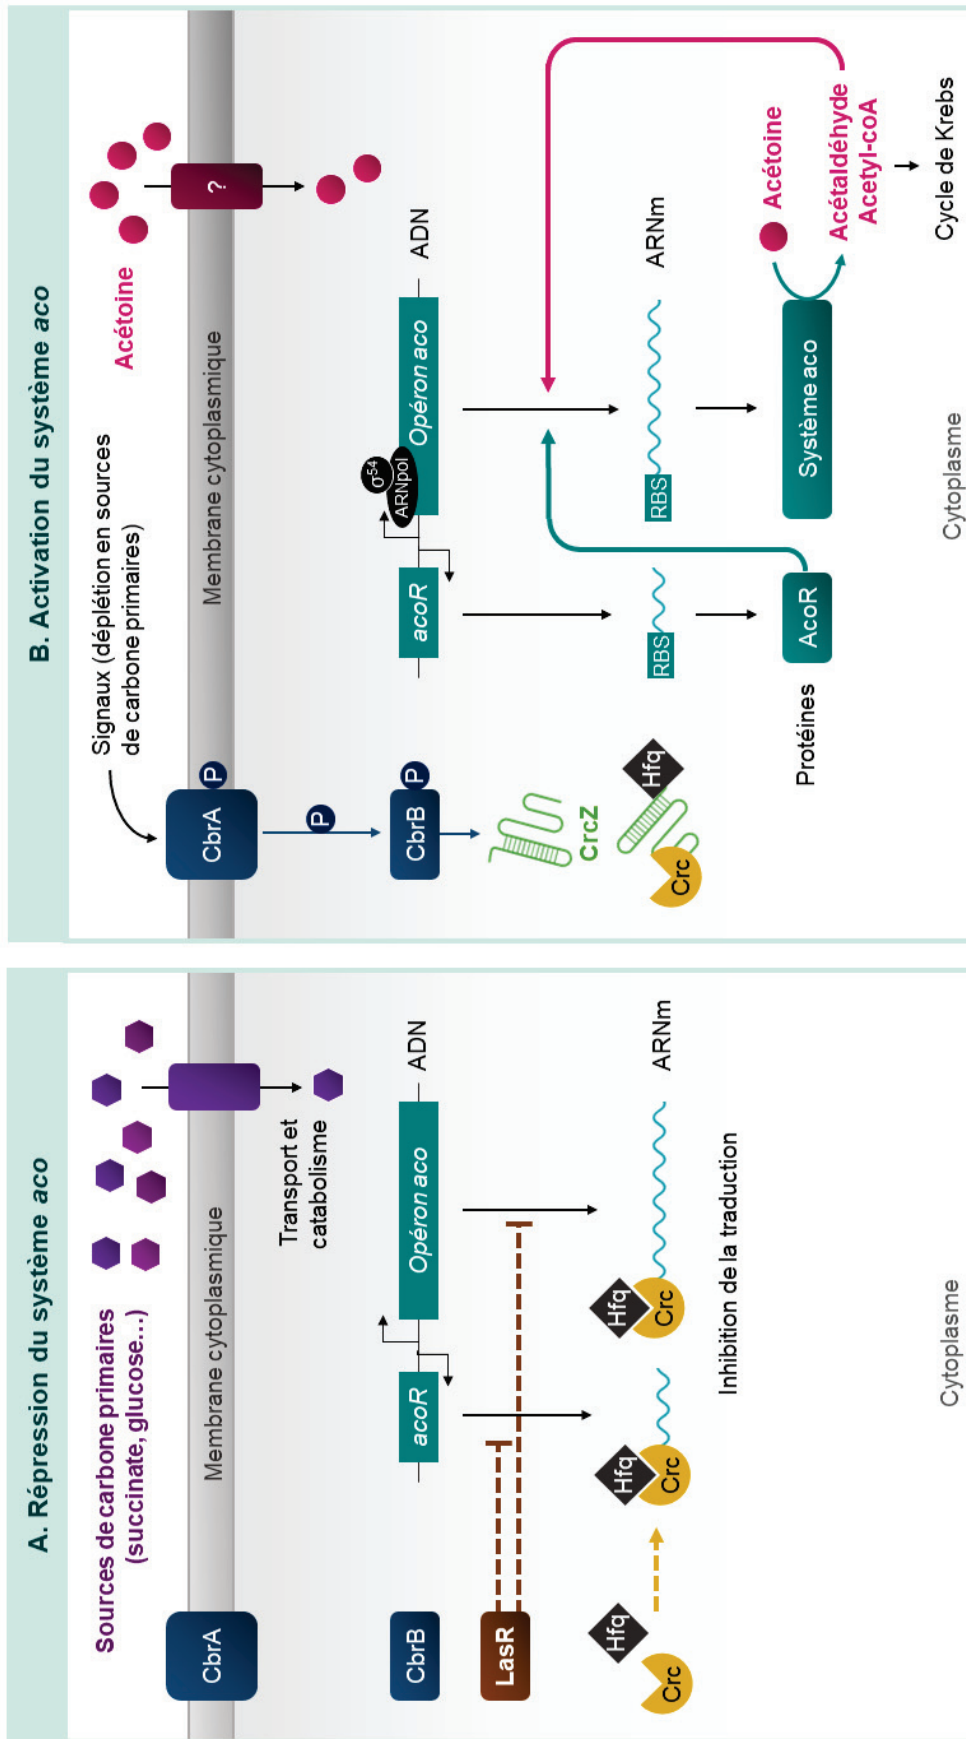 A. Répression du système aco
Sources de carbone primaires
(succinate, glucose…)
CbrA
Membrane cytoplasmique
Transport et
catabolisme
CbrB
acoR
Opéron aco
ADN
LasR
Hfq
Crc
Hfq
Crc
Hfq
Crc
ARNm
Inhibition de la traduction
Cytoplasme
B. Activation du système aco
Signaux (déplétion en sources
de carbone primaires)
Acétoine
CbrA
P
Membrane cytoplasmique
?
P
CbrB
P
acoR
σ54
ARNpol
Opéron aco
ADN
CrcZ
Crc
Hfq
RBS
RBS
ARNm
Protéines
AcoR
Système aco
Acétoine
Acétaldéhyde
Acetyl-coA
Cycle de Krebs
Cytoplasme